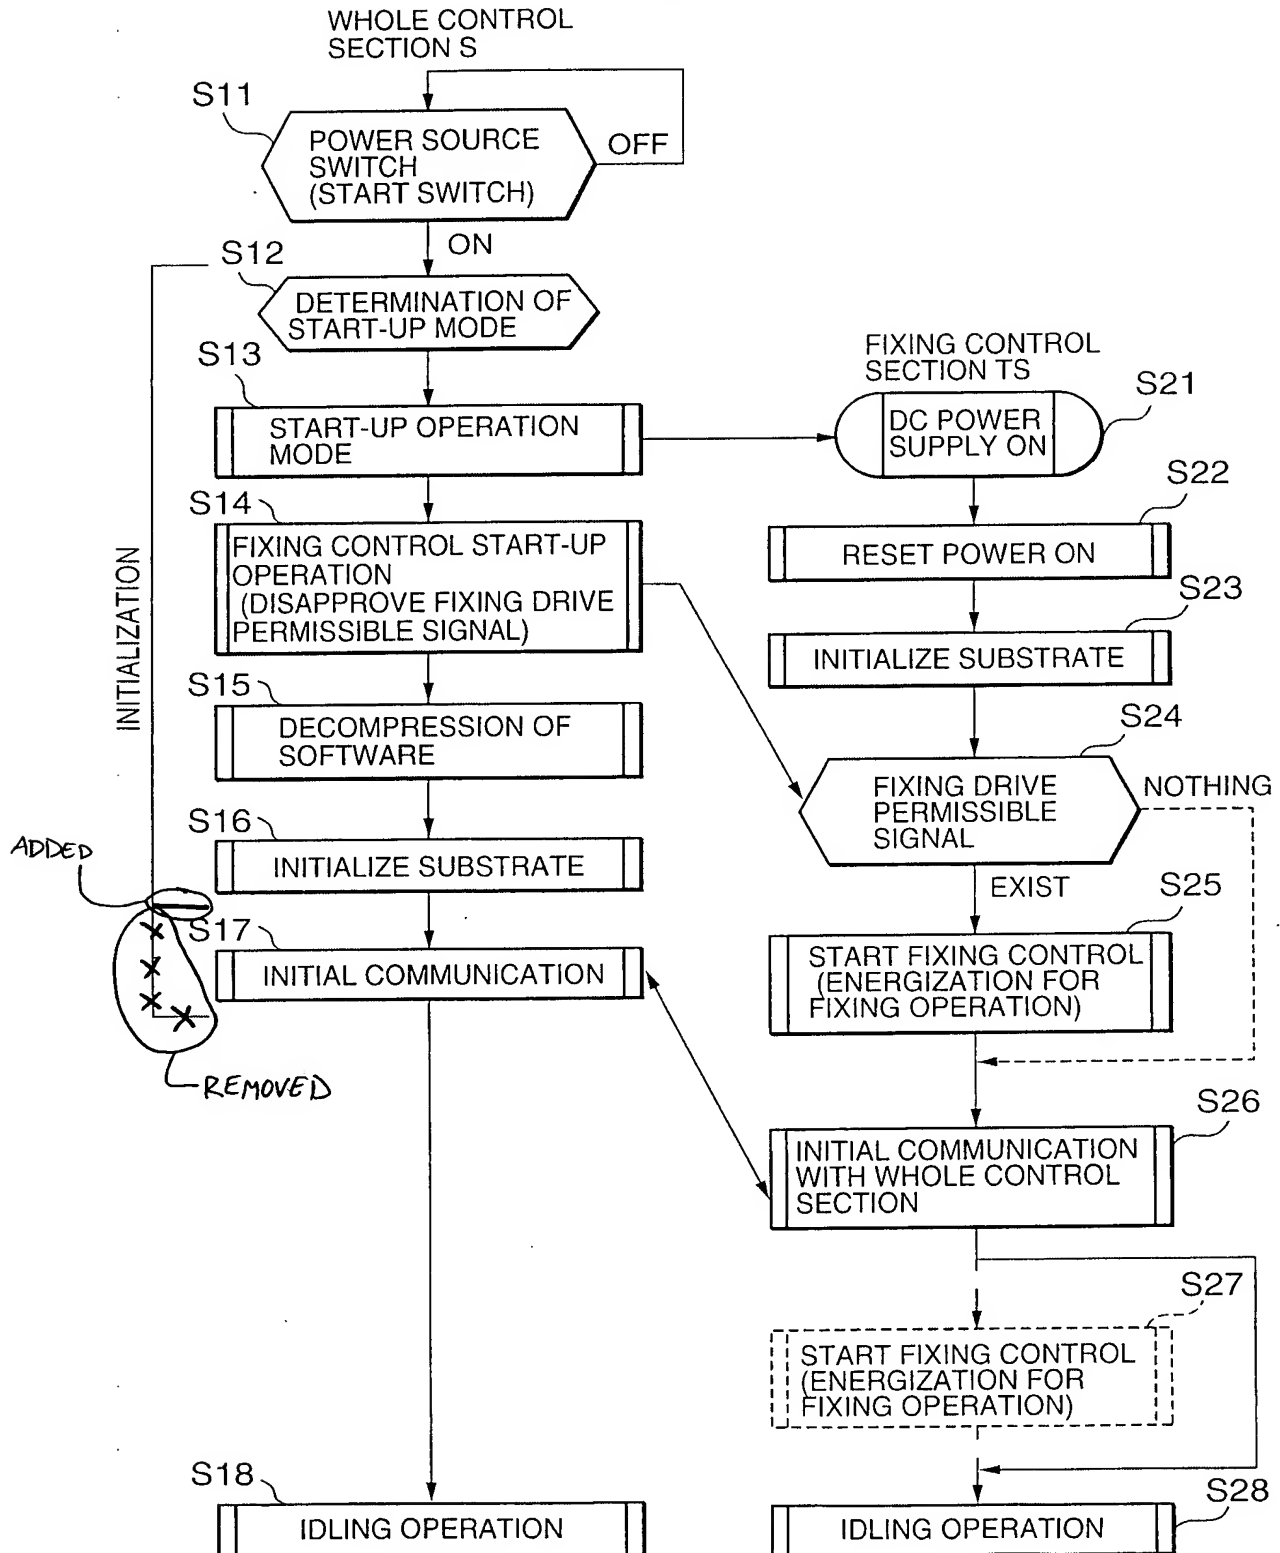 WHOLE CONTROL
SECTION S
S11
POWER SOURCE
SWITCH
(START SWITCH)
OFF
ON
S12
DETERMINATION OF
START-UP MODE
S13
START-UP OPERATION
MODE
S14
FIXING CONTROL START-UP
OPERATION
(DISAPPROVE FIXING DRIVE
PERMISSIBLE SIGNAL)
S15
DECOMPRESSION OF
SOFTWARE
S16
INITIALIZE SUBSTRATE
S17
INITIAL COMMUNICATION
S18
IDLING OPERATION
INITIALIZATION
ADDED
REMOVED
FIXING CONTROL
SECTION TS
S21
DC POWER
SUPPLY ON
S22
RESET POWER ON
S23
INITIALIZE SUBSTRATE
S24
FIXING DRIVE
PERMISSIBLE
SIGNAL
NOTHING
EXIST
S25
START FIXING CONTROL
(ENERGIZATION FOR
FIXING OPERATION)
S26
INITIAL COMMUNICATION
WITH WHOLE CONTROL
SECTION
S27
START FIXING CONTROL
(ENERGIZATION FOR
FIXING OPERATION)
S28
IDLING OPERATION